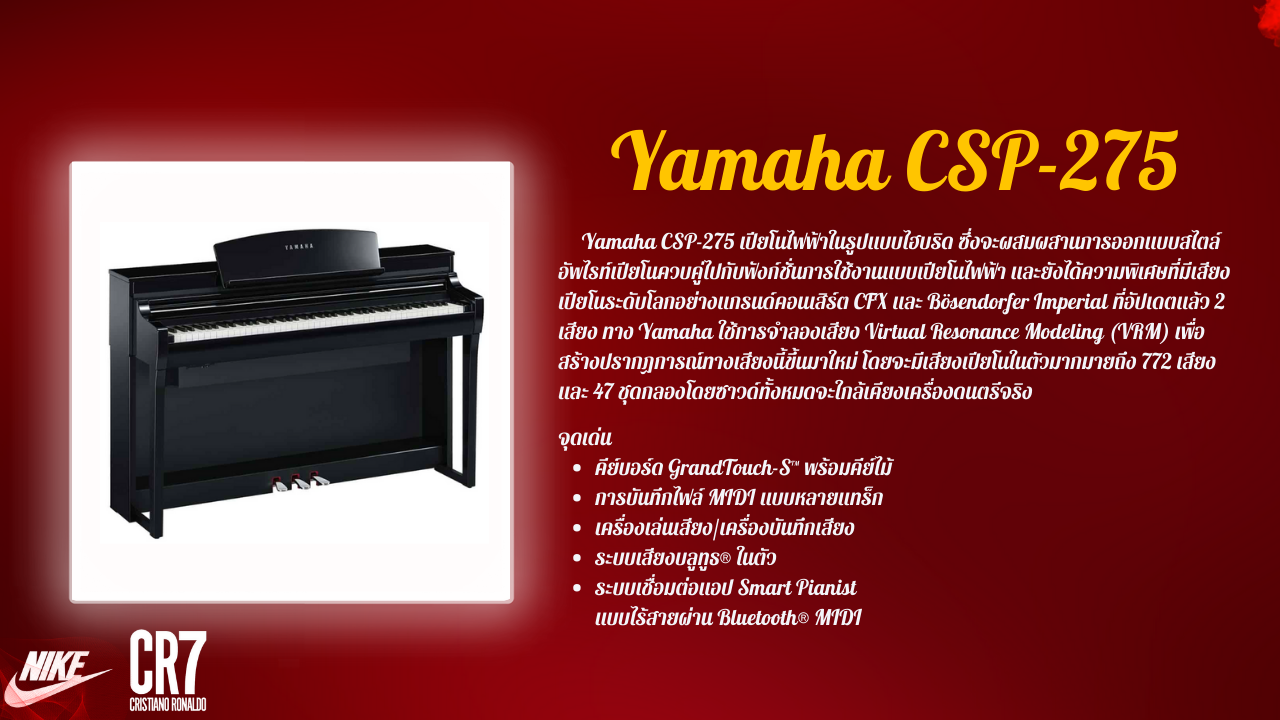 Yamaha CSP-275
Yamaha CSP-275 เปียโนไฟฟ้าในรูปแบบไฮบริด ซึ่งจะผสมผสานการออกแบบสไตล์
อัพไรท์เปียโนควบคู่ไปกับฟังก์ชั่นการใช้งานแบบเปียโนไฟฟ้า และยังได้ความพิเศษที่มีเสียง
เปียโนระดับโลกอย่างแกรนด์คอนเสิร์ต CFX และ Bösendorfer Imperial ที่อัปเดตแล้ว 2
เสียง ทาง Yamaha ใช้การจำลองเสียง Virtual Resonance Modeling (VRM) เพื่อ
สร้างปรากฏการณ์ทางเสียงนี้ขึ้นมาใหม่ โดยจะมีเสียงเปียโนในตัวมากมายถึง 772 เสียง
และ 47 ชุดกลองโดยซาวด์ทั้งหมดจะใกล้เคียงเครื่องดนตรีจริง
จุดเด่น
• คีย์บอร์ด GrandTouch-S™ พร้อมคีย์ไม้
• การบันทึกไฟล์ MIDI แบบหลายแทร็ก
• เครื่องเล่นเสียง/เครื่องบันทึกเสียง
• ระบบเสียงบลูทูธ® ในตัว
• ระบบเชื่อมต่อแอป Smart Pianist
แบบไร้สายผ่าน Bluetooth® MIDI
YAMAHA
NIKE
CR7
CRISTIANO RONALDO